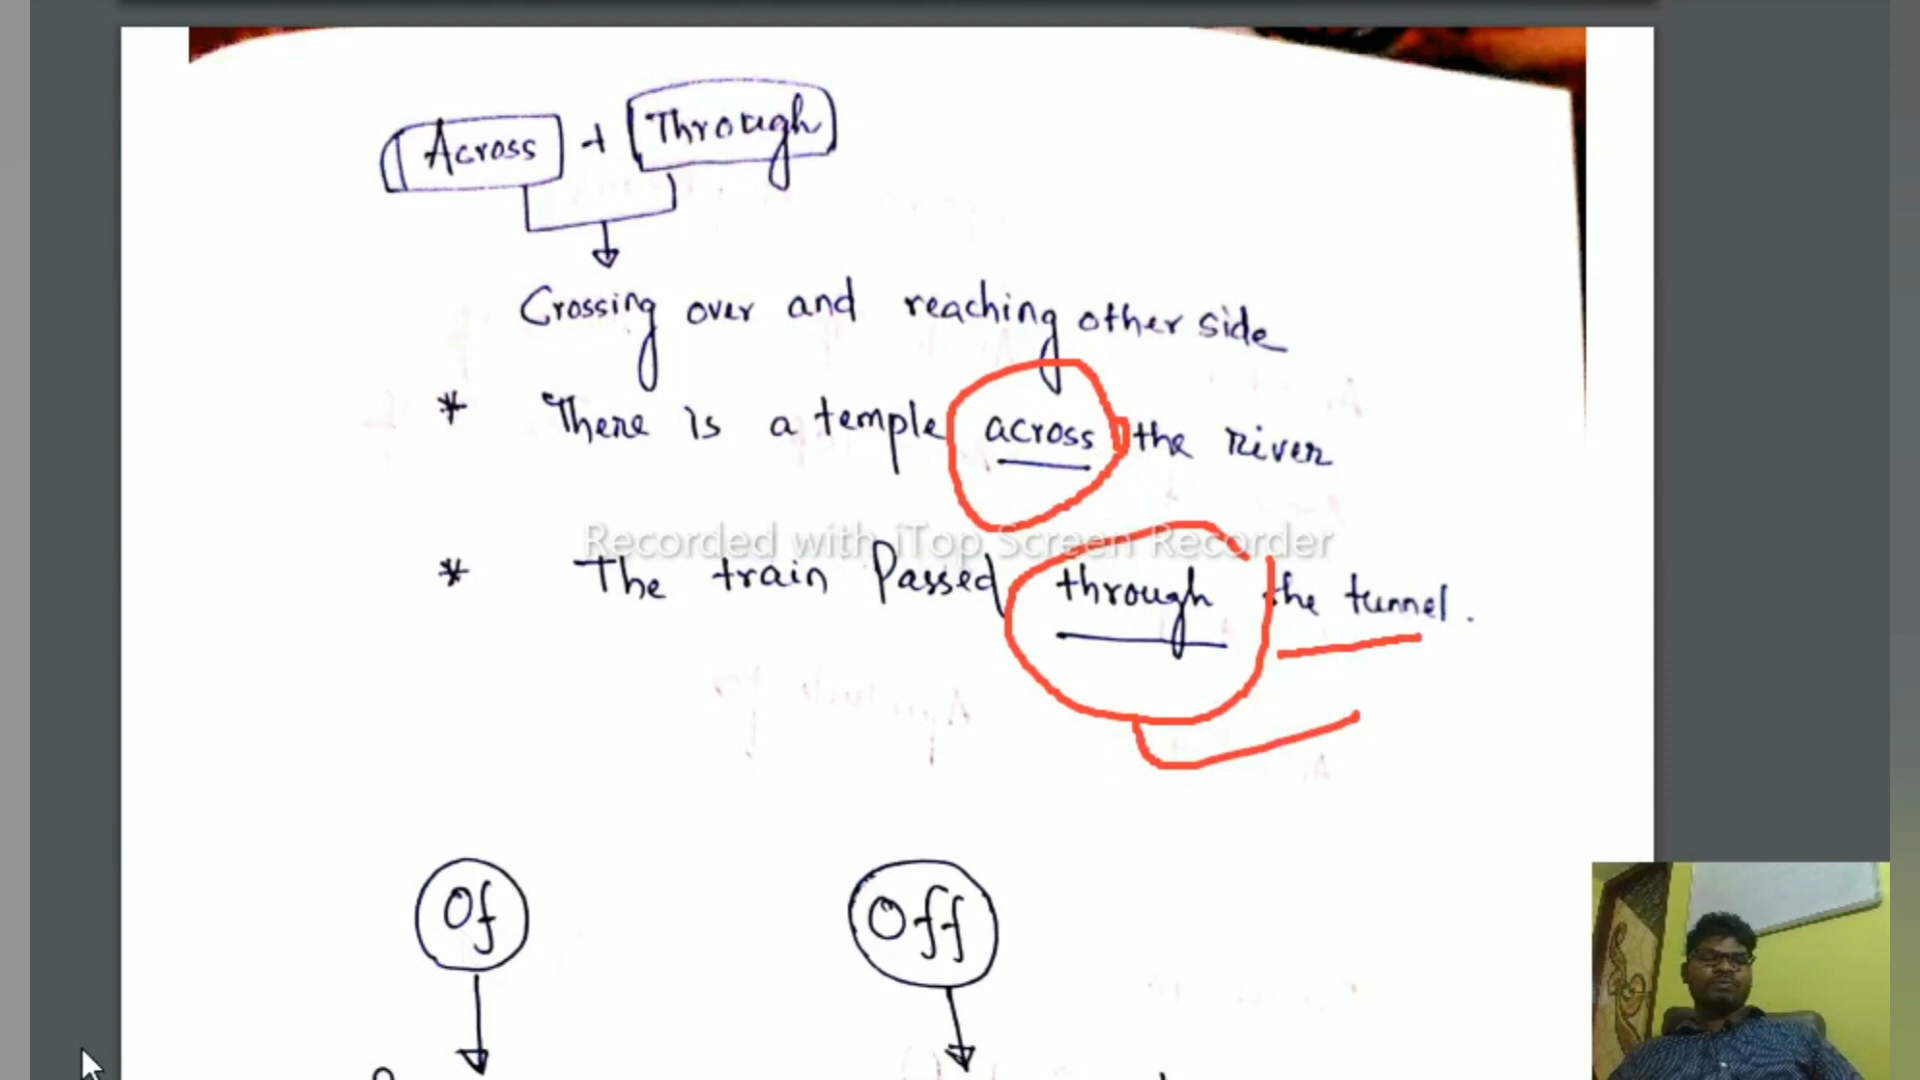 Across + Through
Crossing over and reaching other side
* There is a temple across the river
Recorded with iTop Screen Recorder
* The train Passed through the tunnel.
Of Off